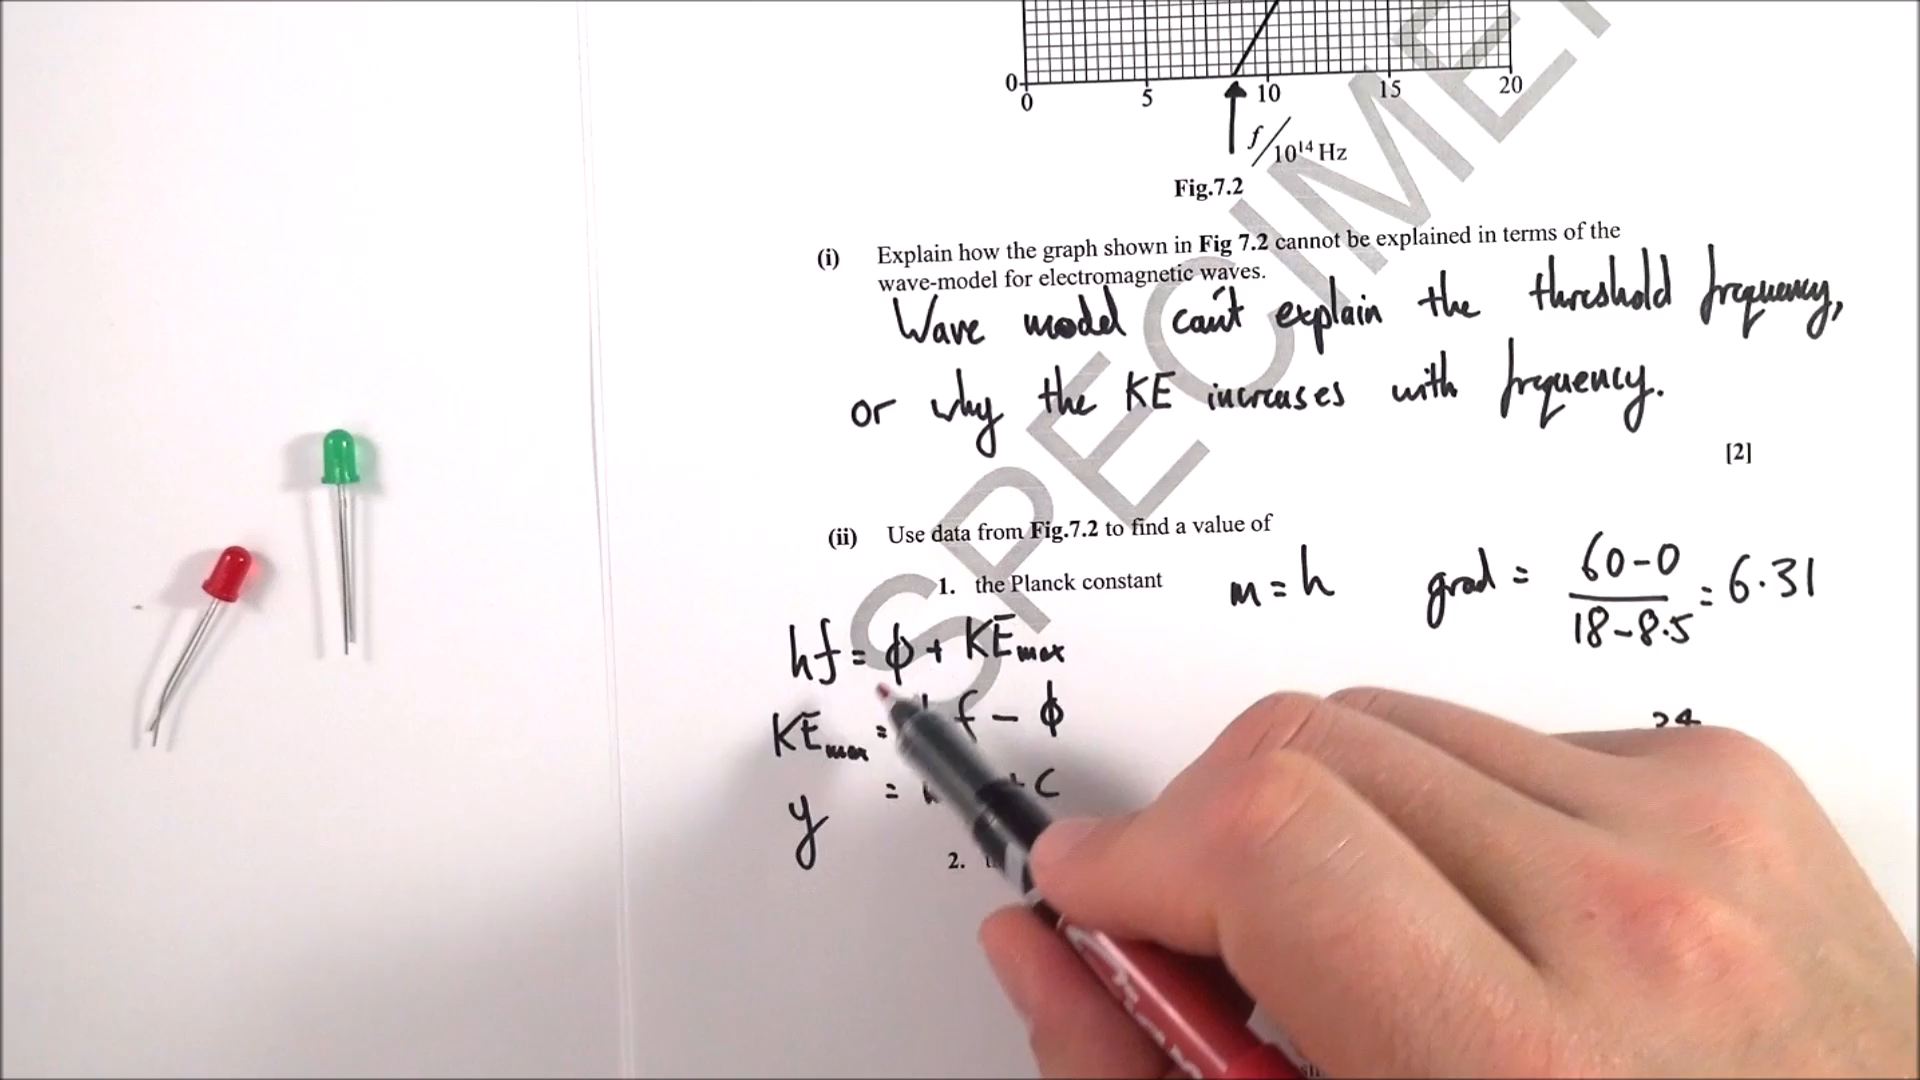 0
0 5 10 15 20
f/10¹⁴ Hz
Fig.7.2
(i) Explain how the graph shown in Fig 7.2 cannot be explained in terms of the
wave-model for electromagnetic waves.
Wave model can't explain the threshold frequency,
or why the KE increases with frequency.
[2]
(ii) Use data from Fig.7.2 to find a value of
1. the Planck constant
m = h
grad = 60-0 / 18-8.5 = 6.31
hf = ϕ + KEmax
KEmax = f - ϕ
y = + c
2.
SPECIMEN